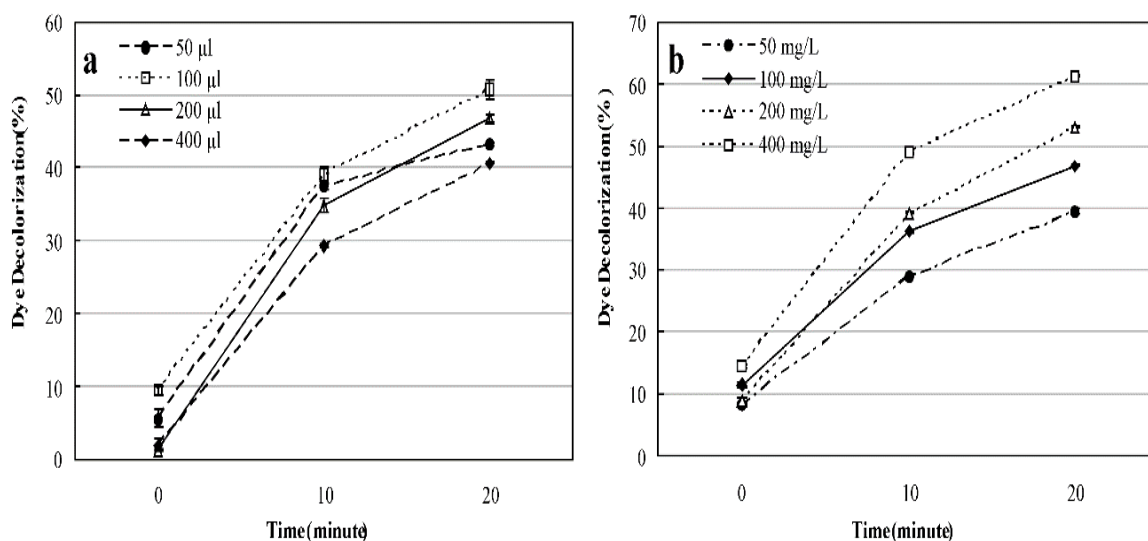 60
50
40
30
20
10
0
Dye Decolorization(%)
a
50 µl
100 µl
200 µl
400 µl
0 10 20
Time(minute)
70
60
50
40
30
20
10
0
Dye Decolorization(%)
b
50 mg/L
100 mg/L
200 mg/L
400 mg/L
0 10 20
Time(minute)